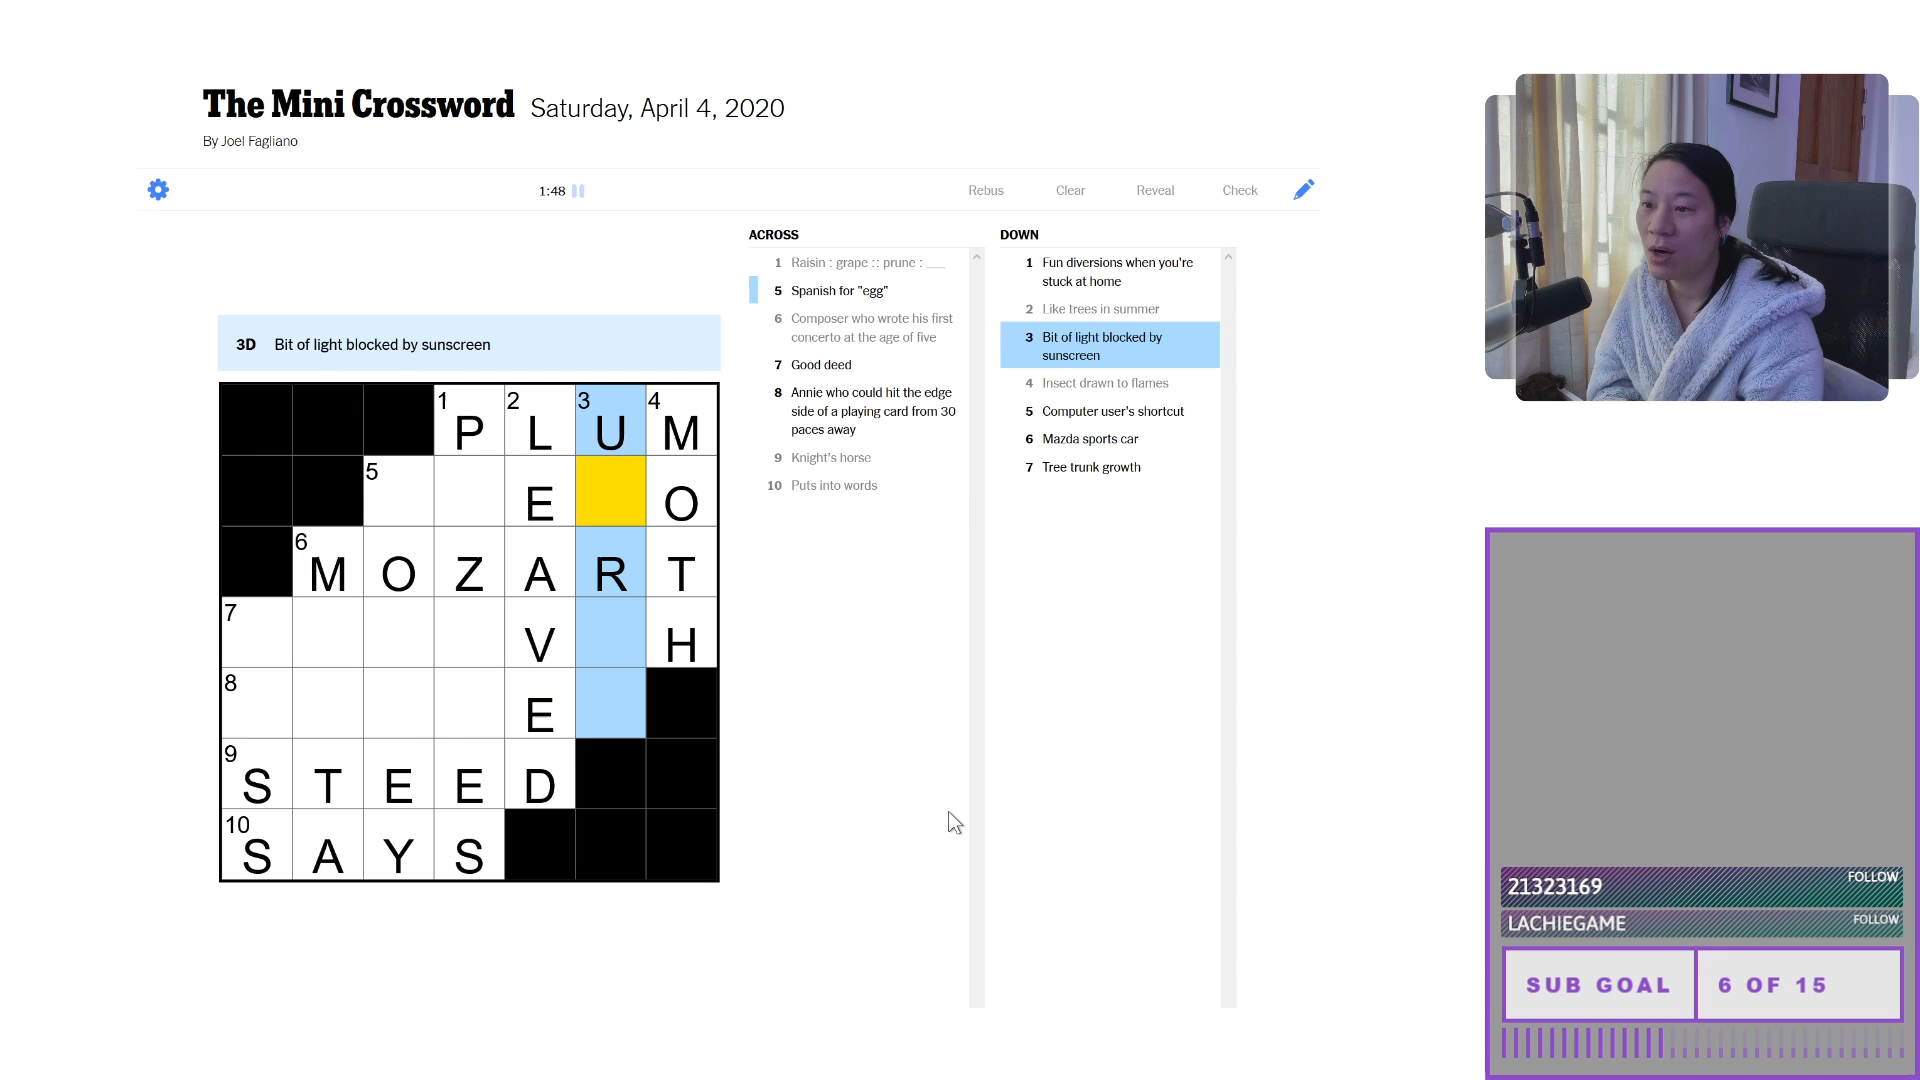 The Mini Crossword Saturday, April 4, 2020
By Joel Fagliano
1:48
Rebus
Clear
Reveal
Check
3D Bit of light blocked by sunscreen
1 P 2 L 3 U 4 M
5 E O
6 M O Z A R T
7 V H
8 E
9 S T E E D
10 S A Y S
ACROSS
1 Raisin : grape :: prune : ___
5 Spanish for "egg"
6 Composer who wrote his first
concerto at the age of five
7 Good deed
8 Annie who could hit the edge
side of a playing card from 30
paces away
9 Knight's horse
10 Puts into words
DOWN
1 Fun diversions when you're
stuck at home
2 Like trees in summer
3 Bit of light blocked by
sunscreen
4 Insect drawn to flames
5 Computer user's shortcut
6 Mazda sports car
7 Tree trunk growth
21323169 FOLLOW
LACHIEGAME FOLLOW
SUB GOAL 6 OF 15